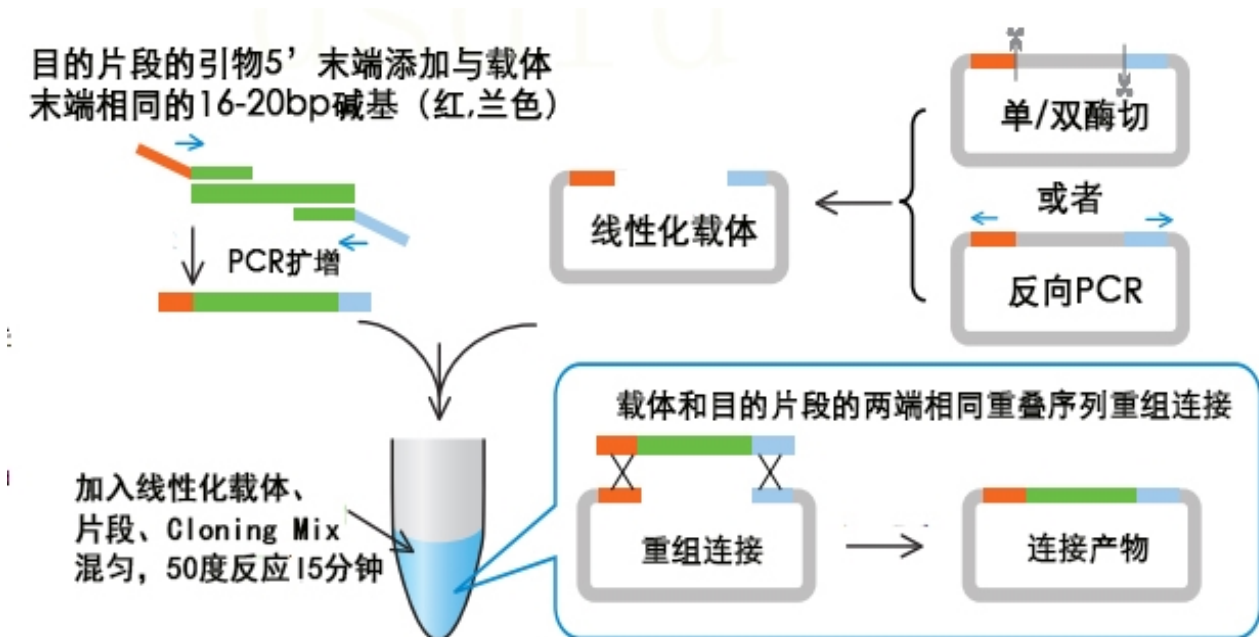 目的片段的引物5’末端添加与载体
末端相同的16-20bp碱基（红,兰色）
PCR扩增
线性化载体
单/双酶切
或者
反向PCR
加入线性化载体、
片段、Cloning Mix
混匀，50度反应15分钟
载体和目的片段的两端相同重叠序列重组连接
重组连接
连接产物